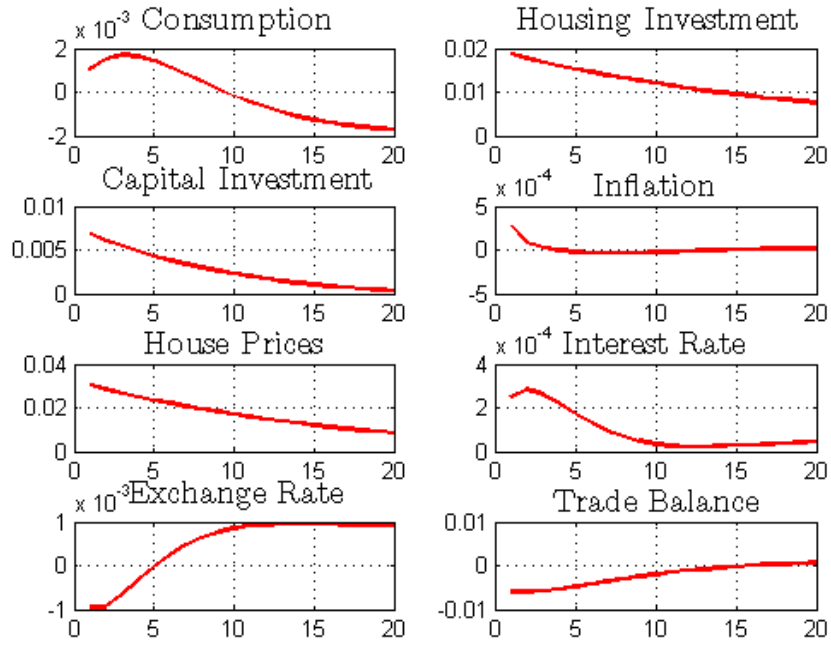 x 10-3 Consumption
2
0
-2
0 5 10 15 20
Housing Investment
0.02
0.01
0
0 5 10 15 20
Capital Investment
0.01
0.005
0
0 5 10 15 20
x 10-4 Inflation
5
0
-5
0 5 10 15 20
House Prices
0.04
0.02
0
0 5 10 15 20
x 10-4 Interest Rate
4
2
0
0 5 10 15 20
x 10-3 Exchange Rate
1
0
-1
0 5 10 15 20
Trade Balance
0.01
0
-0.01
0 5 10 15 20